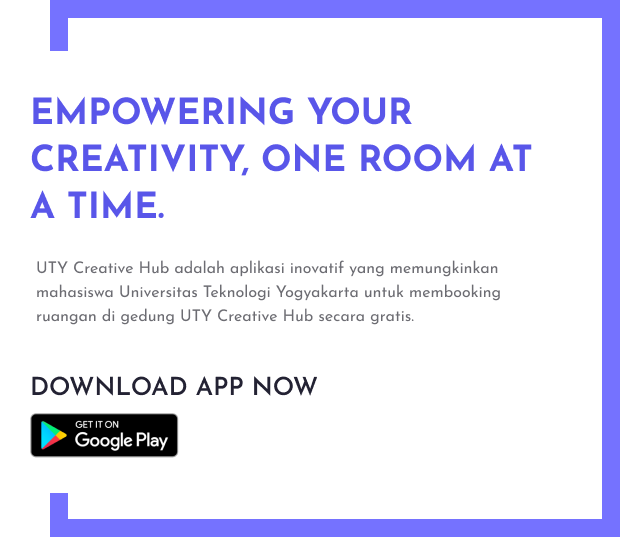 EMPOWERING YOUR
CREATIVITY, ONE ROOM AT
A TIME.
UTY Creative Hub adalah aplikasi inovatif yang memungkinkan
mahasiswa Universitas Teknologi Yogyakarta untuk membooking
ruangan di gedung UTY Creative Hub secara gratis.
DOWNLOAD APP NOW
GET IT ON
Google Play